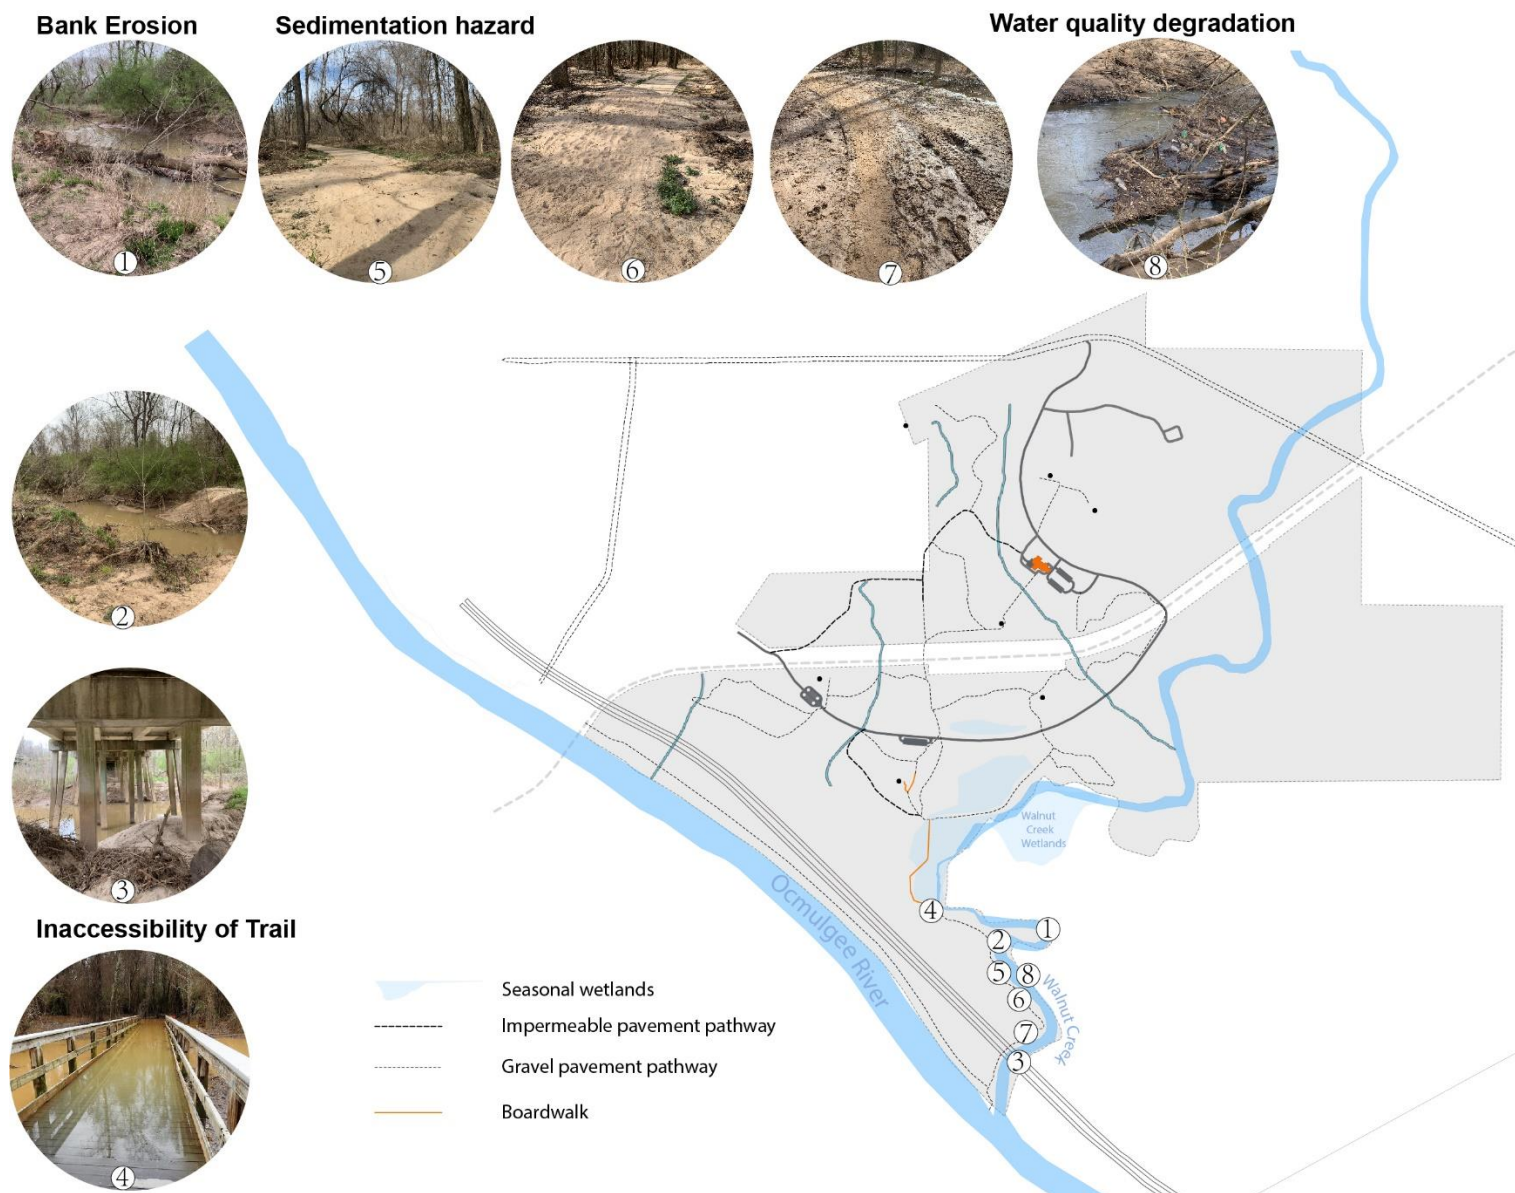 Bank Erosion
Sedimentation hazard
Water quality degradation
1
5
6
7
8
2
3
Inaccessibility of Trail
4
Walnut
Creek
Wetlands
Ocmulgee River
4
1
2
5
8
6
7
3
Walnut Creek
Seasonal wetlands
Impermeable pavement pathway
Gravel pavement pathway
Boardwalk